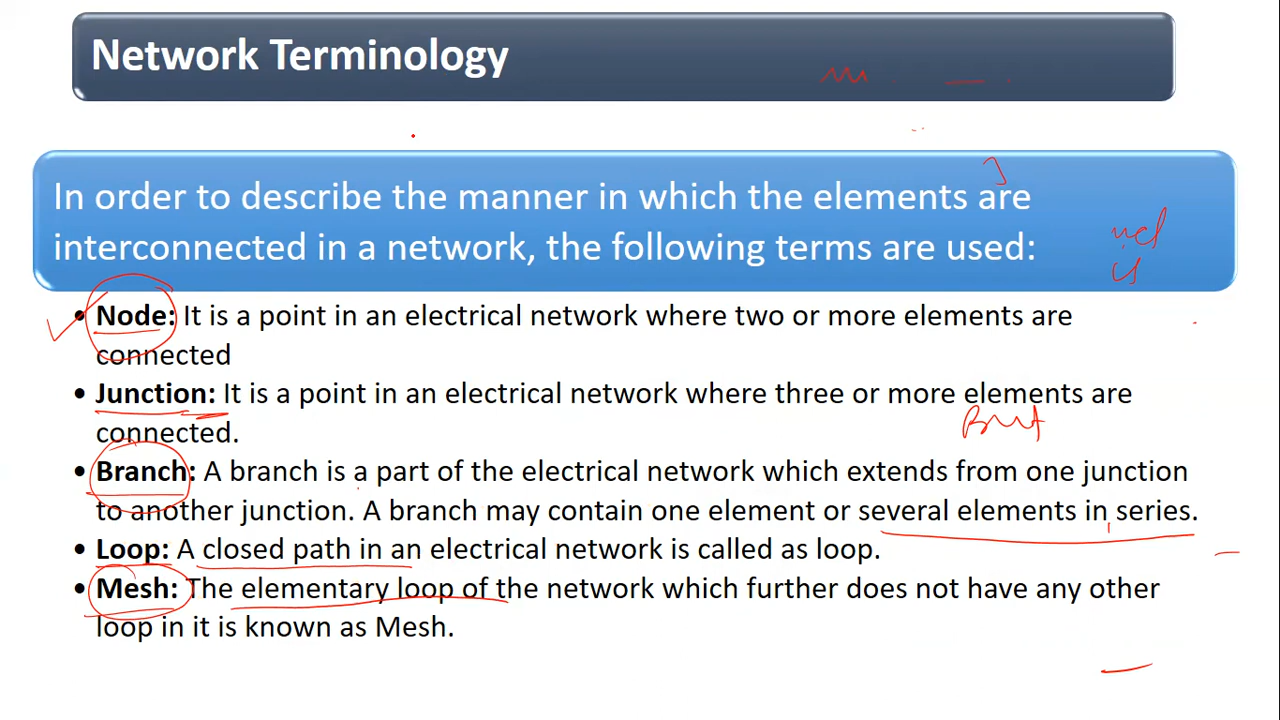 Network Terminology
In order to describe the manner in which the elements are
interconnected in a network, the following terms are used:
• Node: It is a point in an electrical network where two or more elements are
connected
• Junction: It is a point in an electrical network where three or more elements are
connected.
• Branch: A branch is a part of the electrical network which extends from one junction
to another junction. A branch may contain one element or several elements in series.
• Loop: A closed path in an electrical network is called as loop.
• Mesh: The elementary loop of the network which further does not have any other
loop in it is known as Mesh.